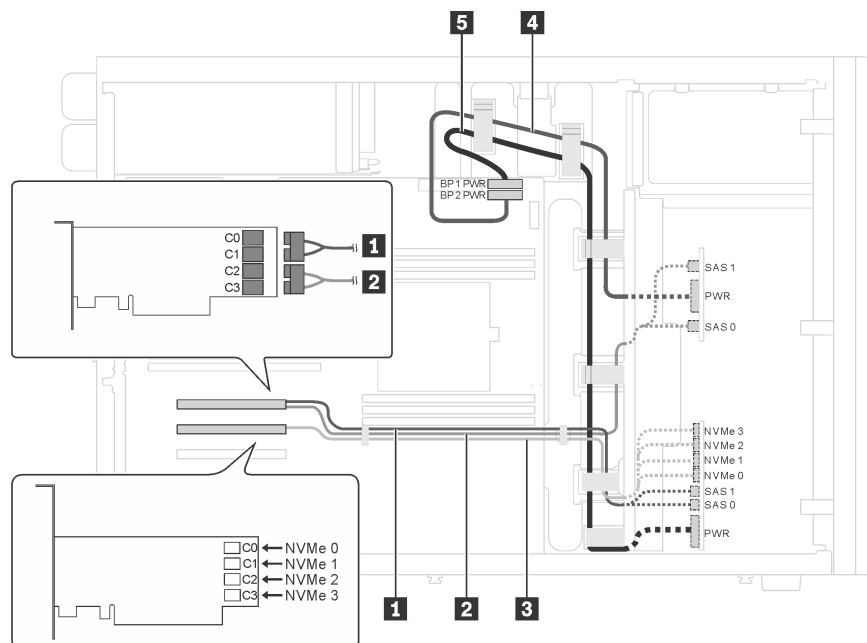 5
4
BP 1 PWR
BP 2 PWR
C0
C1
C2
C3
1
2
SAS 1
PWR
SAS 0
NVMe 3
NVMe 2
NVMe 1
NVMe 0
SAS 1
SAS 0
PWR
1
2
3
C0 NVMe 0
C1 NVMe 1
C2 NVMe 2
C3 NVMe 3